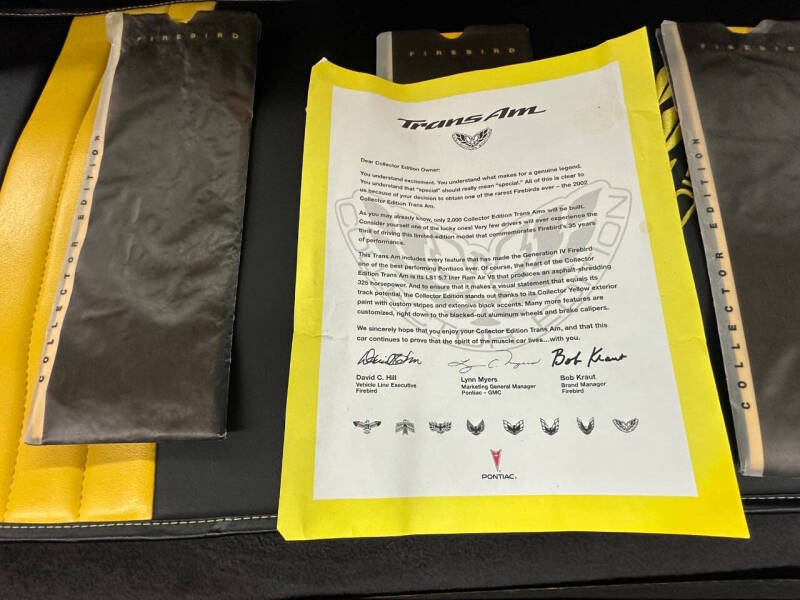 FIREBIRD
COLLECTOR EDITION
FIREBIRD
FIREBIRD
COLLECTOR EDITION
Trans Am
Dear Collector Edition Owner:
You understand excitement. You understand what makes for a genuine legend.
You understand that "special" should really mean "special." All of this is clear to
us because of your decision to obtain one of the rarest Firebirds ever – the 2002
Collector Edition Trans Am.
As you may already know, only 2,000 Collector Edition Trans Ams will be built.
Consider yourself one of the lucky ones! Very few drivers will ever experience the
thrill of driving this limited-edition model that commemorates Firebird's 35 years
of performance.
This Trans Am includes every feature that has made the Generation IV Firebird
one of the best performing Pontiacs ever. Of course, the heart of the Collector
Edition Trans Am is its LS1 5.7 liter Ram Air V8 that produces an asphalt-shredding
325 horsepower. And to ensure that it makes a visual statement that equals its
track potential, the Collector Edition stands out thanks to its Collector Yellow exterior
paint with custom stripes and extensive black accents. Many more features are
customized, right down to the blacked-out aluminum wheels and brake calipers.
We sincerely hope that you enjoy your Collector Edition Trans Am, and that this
car continues to prove that the spirit of the muscle car lives...with you.
Bob Kraut
David C. Hill
Vehicle Line Executive
Firebird
Lynn Myers
Marketing General Manager
Pontiac - GMC
Bob Kraut
Brand Manager
Firebird
PONTIAC.